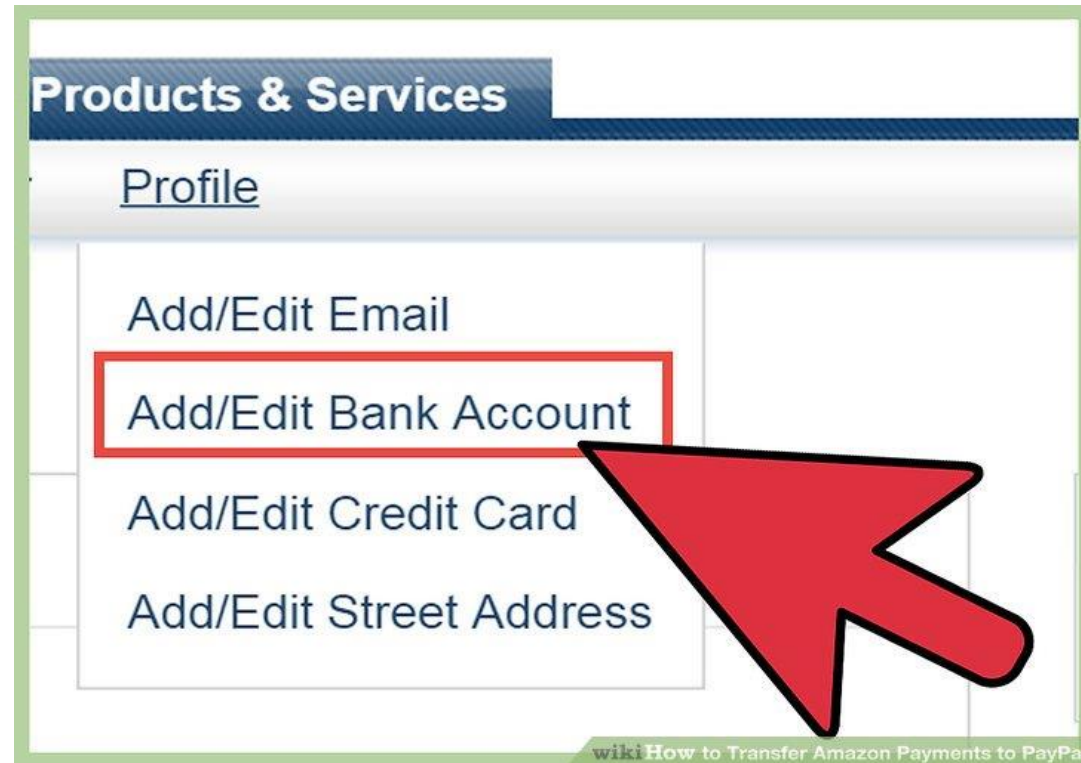 Products & Services
Profile
Add/Edit Email
Add/Edit Bank Account
Add/Edit Credit Card
Add/Edit Street Address
wikiHow to Transfer Amazon Payments to PayPa